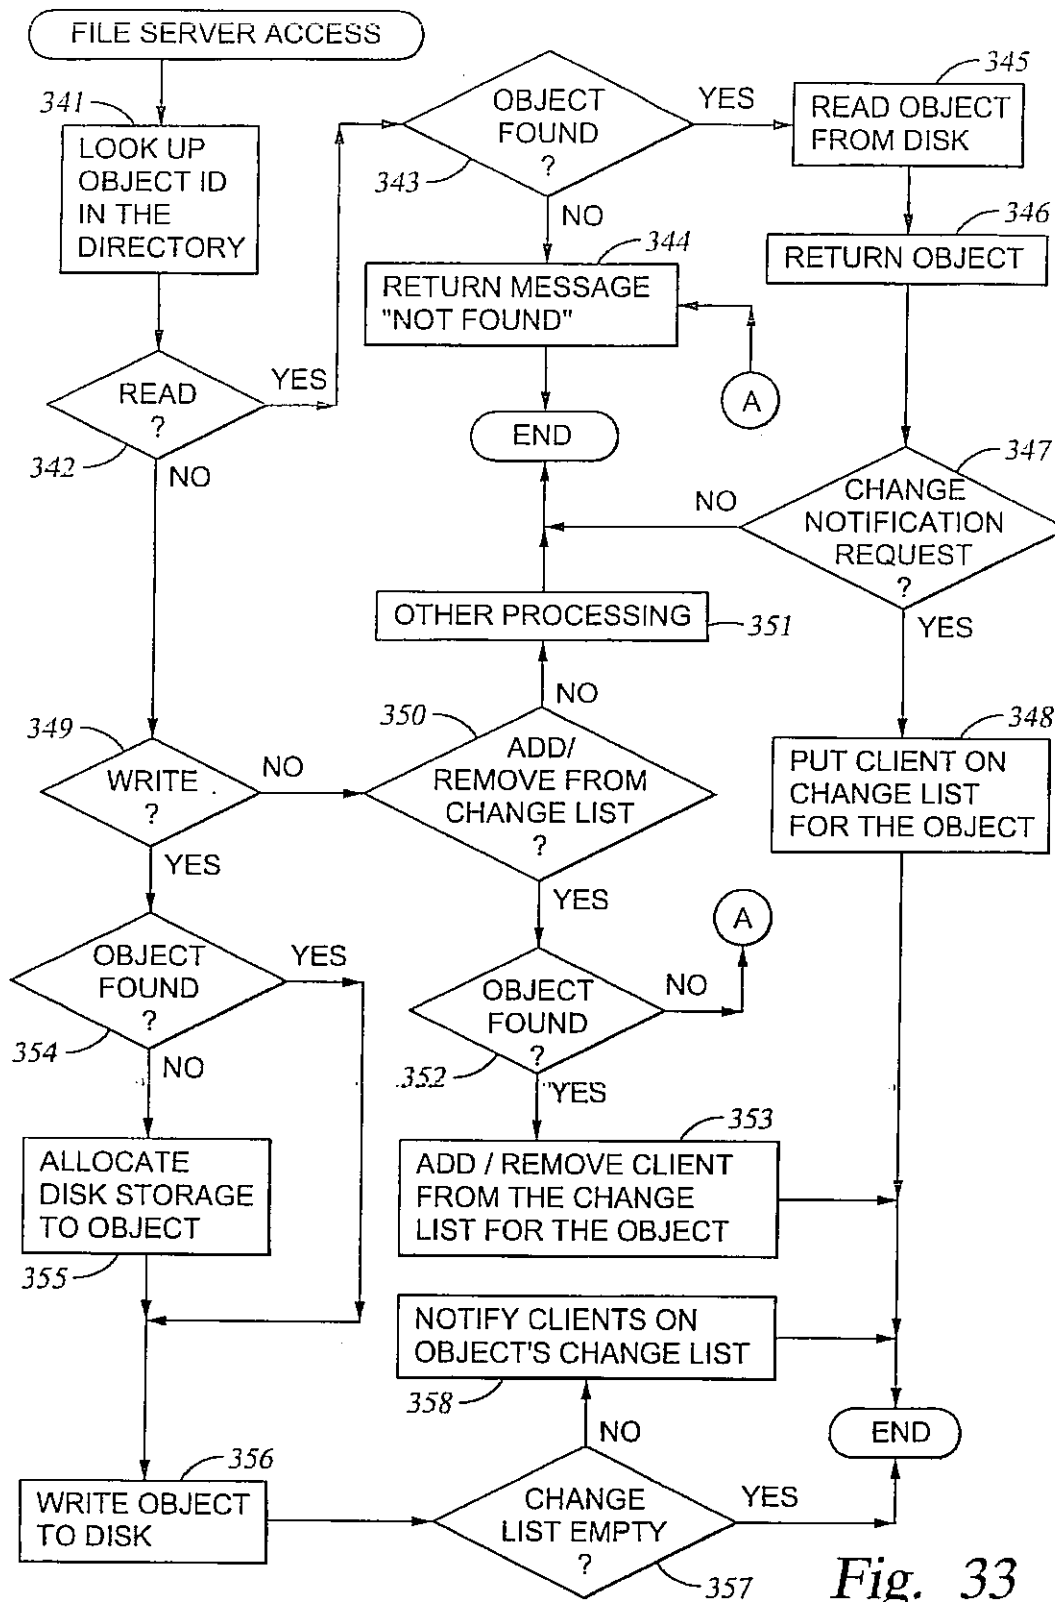 FILE SERVER ACCESS
341
LOOK UP
OBJECT ID
IN THE
DIRECTORY
READ
?
342
YES
NO
OBJECT
FOUND
?
343
YES
NO
345
READ OBJECT
FROM DISK
346
RETURN OBJECT
344
RETURN MESSAGE
"NOT FOUND"
A
END
347
CHANGE
NOTIFICATION
REQUEST
?
NO
YES
OTHER PROCESSING
351
NO
350
ADD/
REMOVE FROM
CHANGE LIST
?
YES
348
PUT CLIENT ON
CHANGE LIST
FOR THE OBJECT
349
WRITE
?
NO
YES
OBJECT
FOUND
?
354
YES
NO
OBJECT
FOUND
?
352
NO
A
YES
353
ADD / REMOVE CLIENT
FROM THE CHANGE
LIST FOR THE OBJECT
ALLOCATE
DISK STORAGE
TO OBJECT
355
NOTIFY CLIENTS ON
OBJECT'S CHANGE LIST
358
NO
END
356
WRITE OBJECT
TO DISK
CHANGE
LIST EMPTY
?
357
YES
Fig. 33